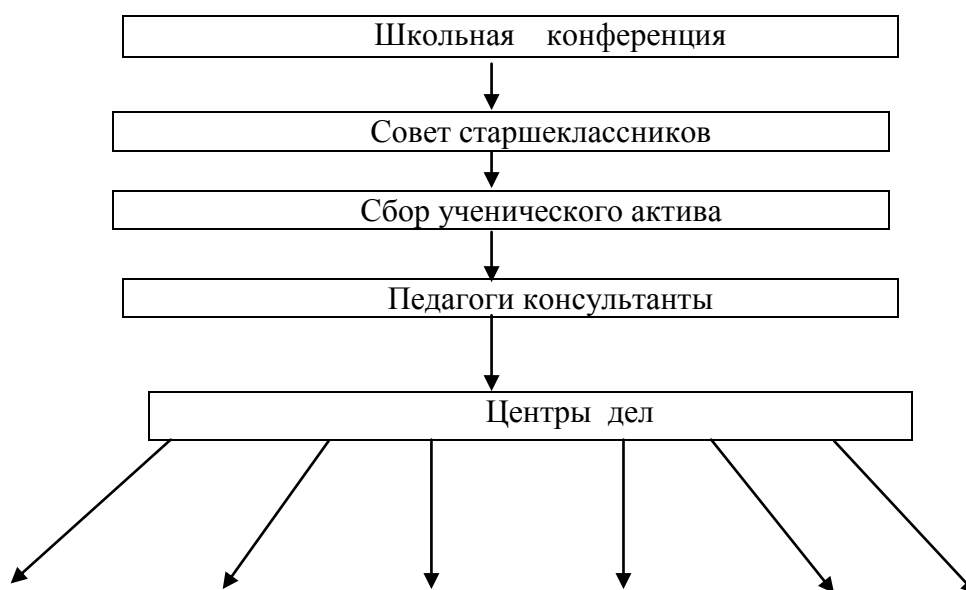 Школьная конференция
Совет старшеклассников
Сбор ученического актива
Педагоги консультанты
Центры дел